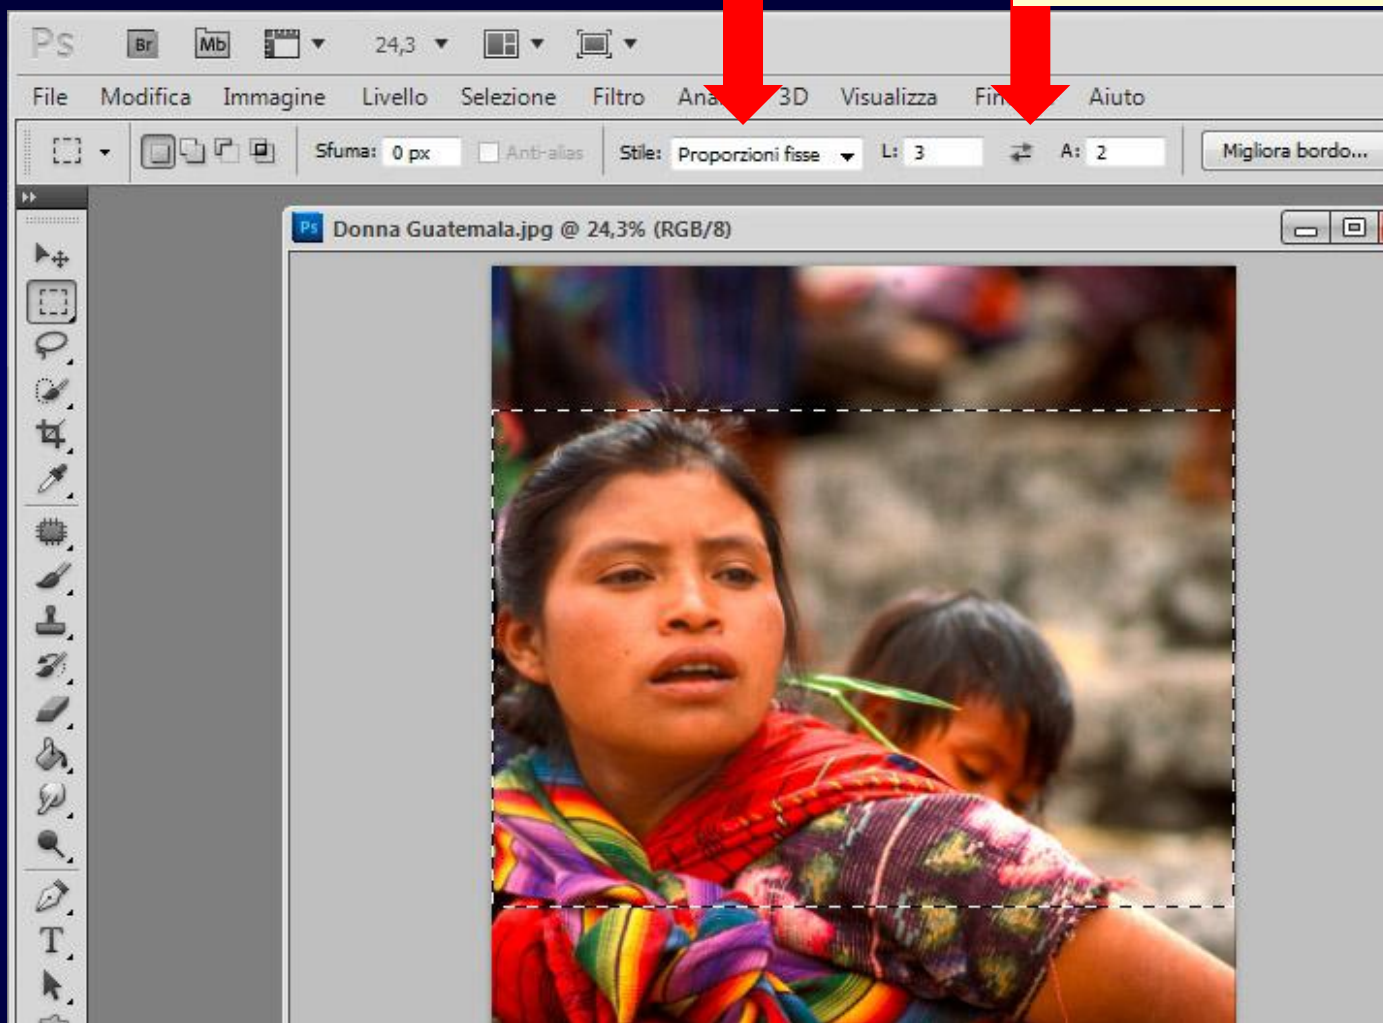 Ps Br Mb 24,3
File Modifica Immagine Livello Selezione Filtro 3D Visualizza Aiuto
Sfuma: 0 px Anti-alias Stile: Proporzioni fisse L: 3 A: 2 Migliora bordo...
Ps Donna Guatemala.jpg @ 24,3% (RGB/8)
T